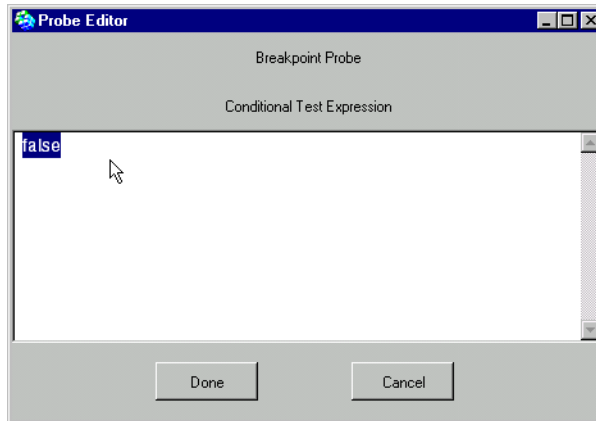 Probe Editor
Breakpoint Probe
Conditional Test Expression
false
Done Cancel